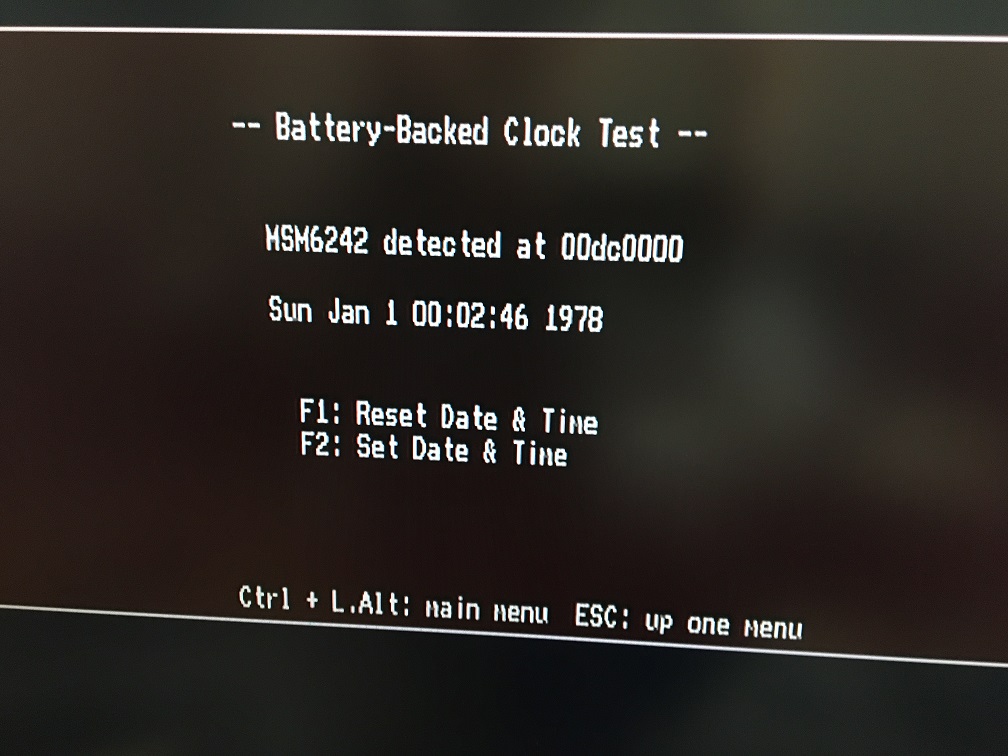 -- Battery-Backed Clock Test --
MSM6242 detected at 00dc0000
Sun Jan 1 00:02:46 1978
F1: Reset Date & Time
F2: Set Date & Time
Ctrl + L.Alt: main menu ESC: up one menu